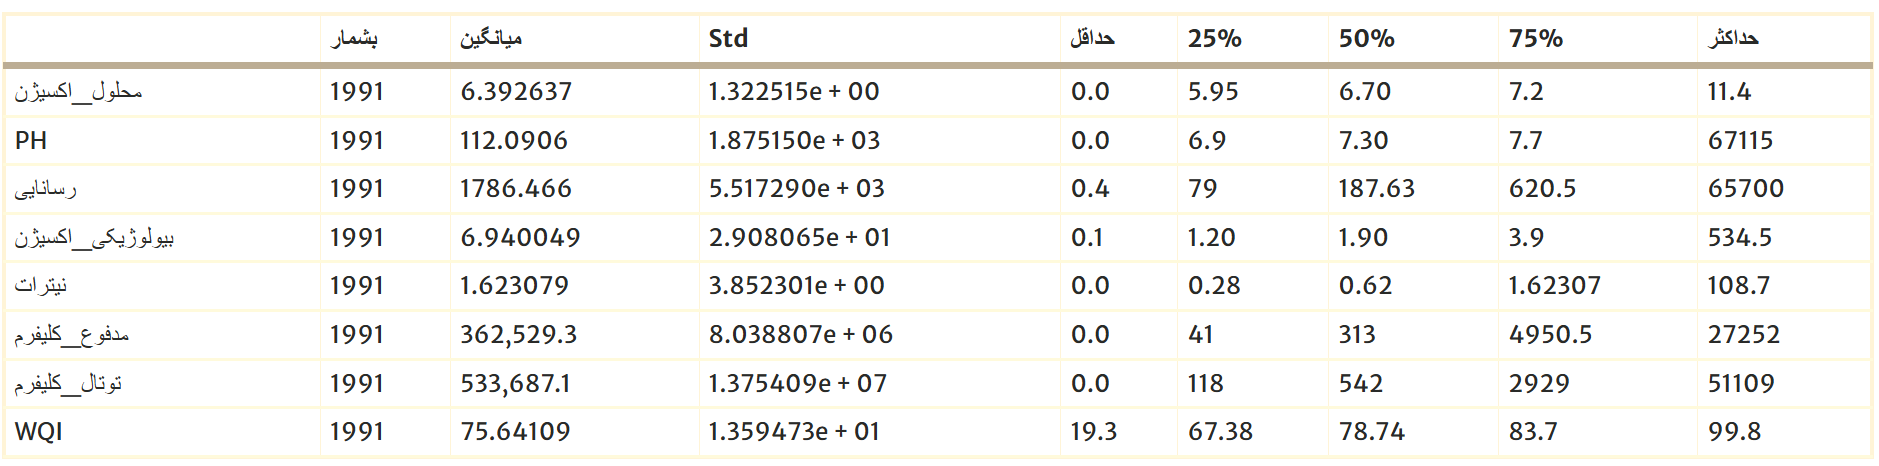 بشمار میانگین Std حداقل 25% 50% 75% حداکثر
محلول_اکسیژن 1991 6.392637 1.322515e + 00 0.0 5.95 6.70 7.2 11.4
PH 1991 112.0906 1.875150e + 03 0.0 6.9 7.30 7.7 67115
رسانایی 1991 1786.466 5.517290e + 03 0.4 79 187.63 620.5 65700
بیولوژیکی_اکسیژن 1991 6.940049 2.908065e + 01 0.1 1.20 1.90 3.9 534.5
نیترات 1991 1.623079 3.852301e + 00 0.0 0.28 0.62 1.62307 108.7
مدفوع_کلیفرم 1991 362,529.3 8.038807e + 06 0.0 41 313 4950.5 27252
توتال_کلیفرم 1991 533,687.1 1.375409e + 07 0.0 118 542 2929 51109
WQI 1991 75.64109 1.359473e + 01 19.3 67.38 78.74 83.7 99.8